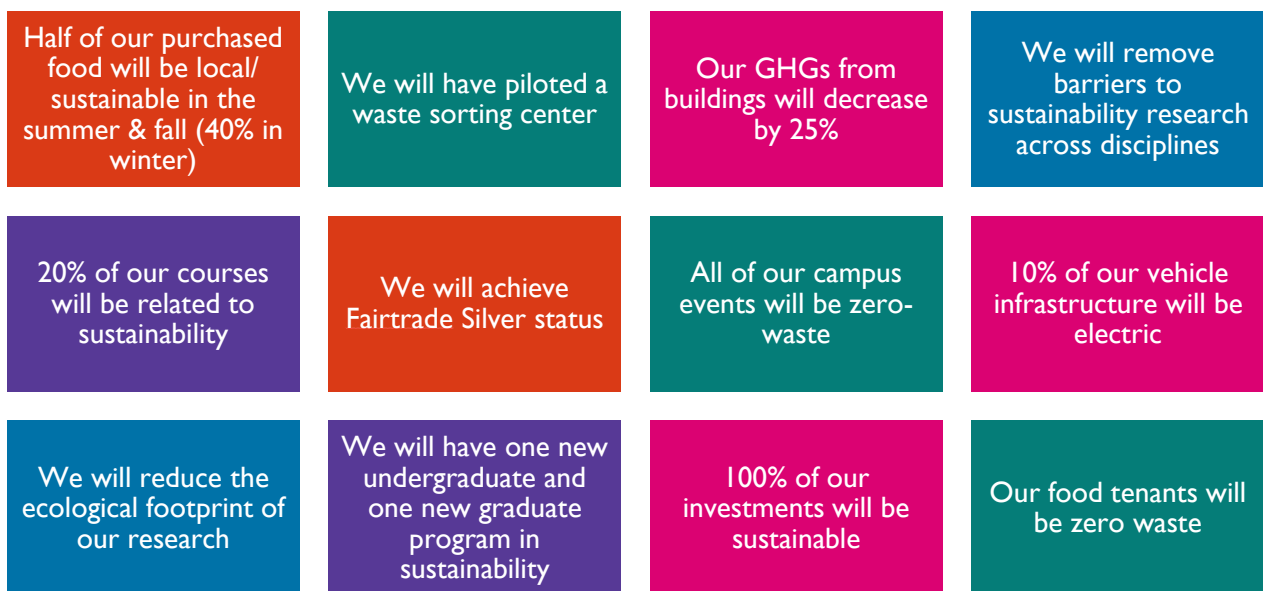 Half of our purchased
food will be local/
sustainable in the
summer & fall (40% in
winter)
We will have piloted a
waste sorting center
Our GHGs from
buildings will decrease
by 25%
We will remove
barriers to
sustainability research
across disciplines
20% of our courses
will be related to
sustainability
We will achieve
Fairtrade Silver status
All of our campus
events will be zero-
waste
10% of our vehicle
infrastructure will be
electric
We will reduce the
ecological footprint of
our research
We will have one new
undergraduate and
one new graduate
program in
sustainability
100% of our
investments will be
sustainable
Our food tenants will
be zero waste